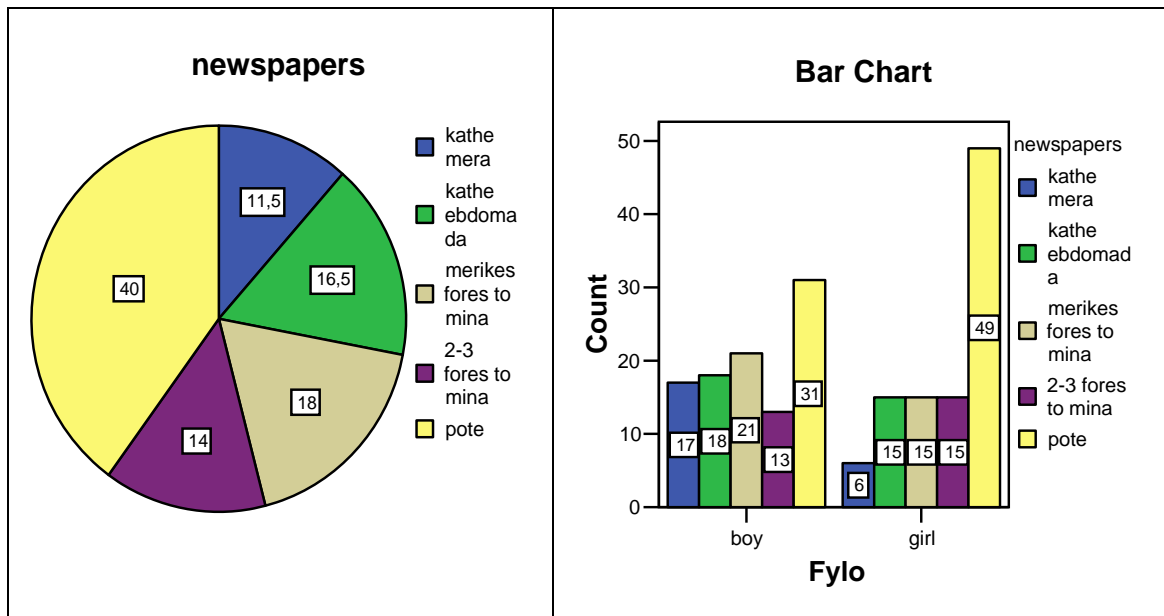 newspapers
11,5
16,5
18
14
40
kathe
mera
kathe
ebdoma
da
merikes
fores to
mina
2-3
fores to
mina
pote
Bar Chart
Count
50
40
30
20
10
0
17
18
21
13
31
6
15
15
15
49
boy
girl
Fylo
newspapers
kathe
mera
kathe
ebdomad
a
merikes
fores to
mina
2-3 fores
to mina
pote